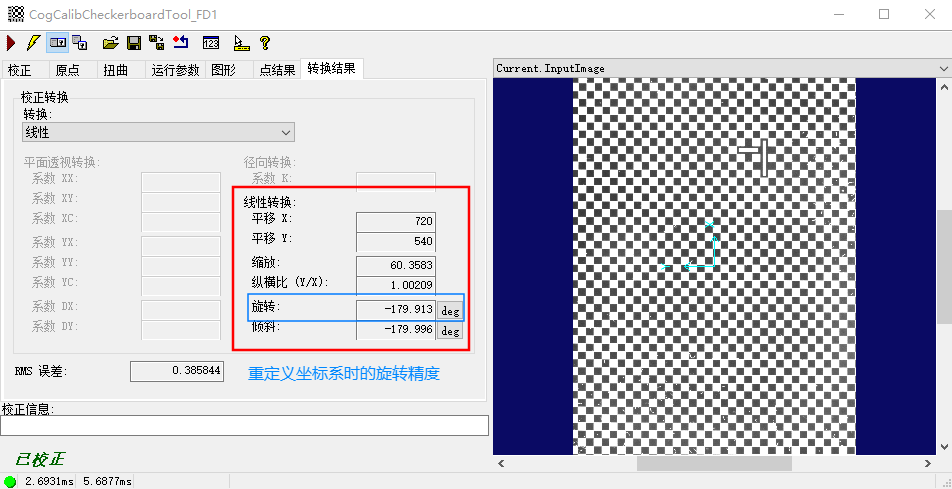 CogCalibCheckerboardTool_FD1
校正 原点 扭曲 运行参数 图形 点结果 转换结果
校正转换
转换:
线性
平面透视转换:
系数 XX:
系数 XY:
系数 XC:
系数 YX:
系数 YY:
系数 YC:
系数 DX:
系数 DY:
径向转换:
系数 K:
线性转换:
平移 X: 720
平移 Y: 540
缩放: 60.3583
纵横比 (Y/X): 1.00209
旋转: -179.913 deg
倾斜: -179.996 deg
RMS 误差: 0.385844
重定义坐标系时的旋转精度
校正信息:
已校正
2.6931ms 5.6877ms
Current.InputImage